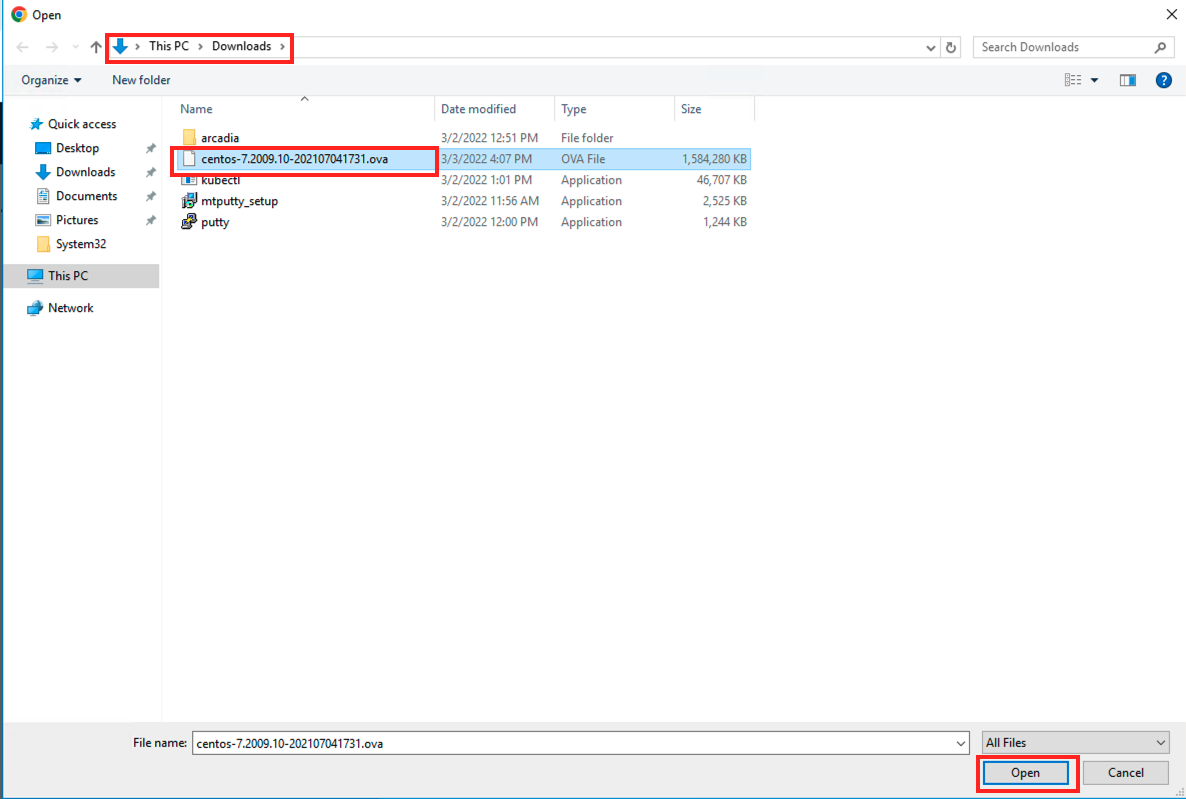 Open
This PC > Downloads >
Search Downloads
Organize New folder
?
Name Date modified Type Size
Quick access
Desktop
Downloads
Documents
Pictures
System32
This PC
Network
arcadia 3/2/2022 12:51 PM File folder
centos-7.2009.10-202107041731.ova 3/3/2022 4:07 PM OVA File 1,584,280 KB
kubectl 3/2/2022 1:01 PM Application 46,707 KB
mtputty_setup 3/2/2022 11:56 AM Application 2,525 KB
putty 3/2/2022 12:00 PM Application 1,244 KB
File name: centos-7.2009.10-202107041731.ova All Files
Open Cancel